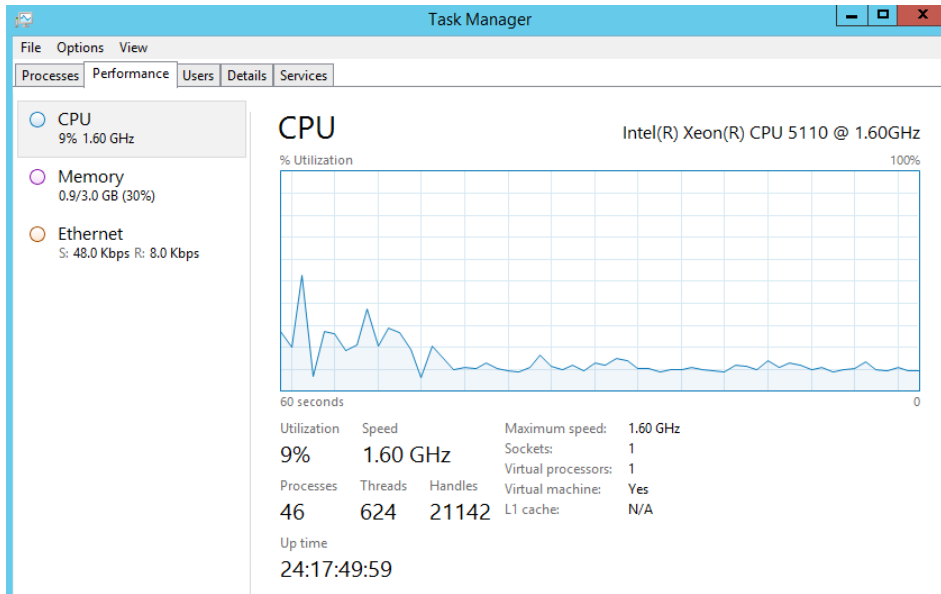 Task Manager
File Options View
Processes Performance Users Details Services
CPU
9% 1.60 GHz
Memory
0.9/3.0 GB (30%)
Ethernet
S: 48.0 Kbps R: 8.0 Kbps
CPU Intel(R) Xeon(R) CPU 5110 @ 1.60GHz
% Utilization 100%
60 seconds 0
Utilization Speed
9% 1.60 GHz
Processes Threads Handles
46 624 21142
Up time
24:17:49:59
Maximum speed: 1.60 GHz
Sockets: 1
Virtual processors: 1
Virtual machine: Yes
L1 cache: N/A